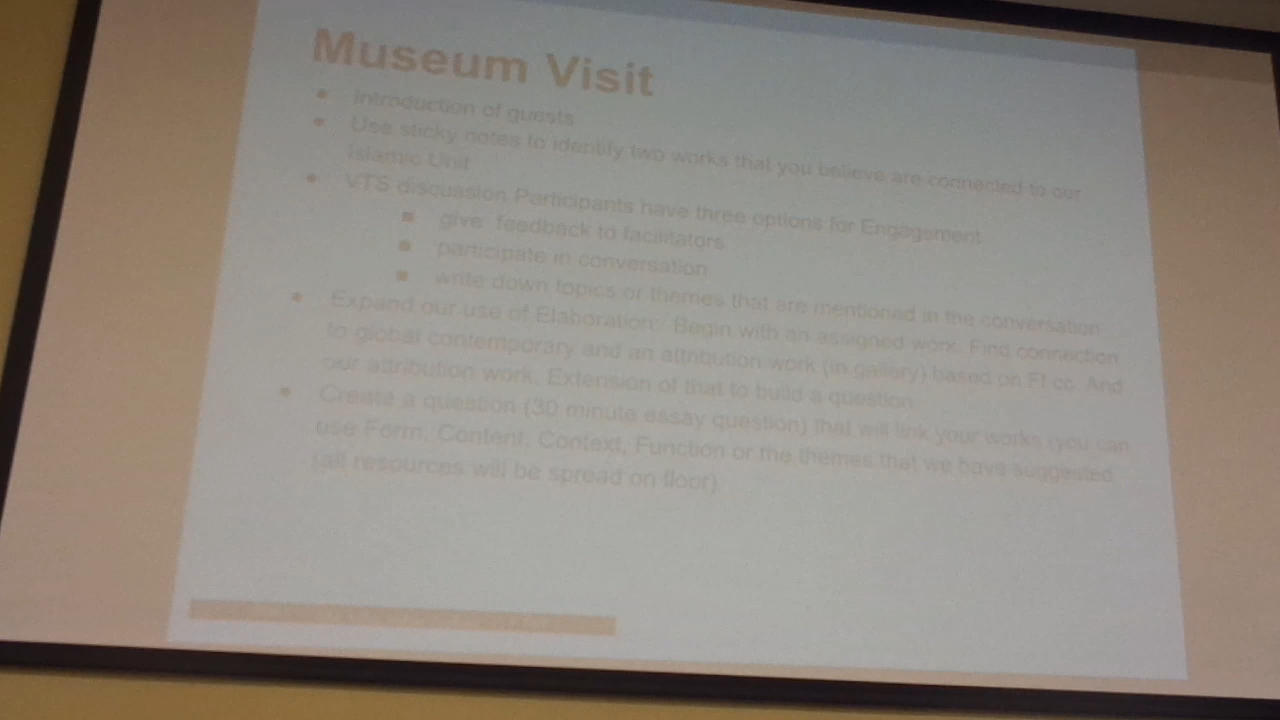 Museum Visit
• Introduction of guests
• Use sticky notes to identify two works that you believe are connected to our
Islamic Unit
• VTS disquasion Participants have three options for Engagement
■ give feedback to facilitators
■ participate in conversation
■ write down topics or themes that are mentioned in the conversation
• Expand our use of Elaboration: Begin with an assigned work. Find connection
to global contemporary and an attribution work (in gallery) based on cc. And
our attribution work. Extension of that to build a question
• Create a question (30 minute essay question) that will link your works (you can
use Form, Content, Context, Function or the themes that we have suggested
(all resources will be spread on floor)